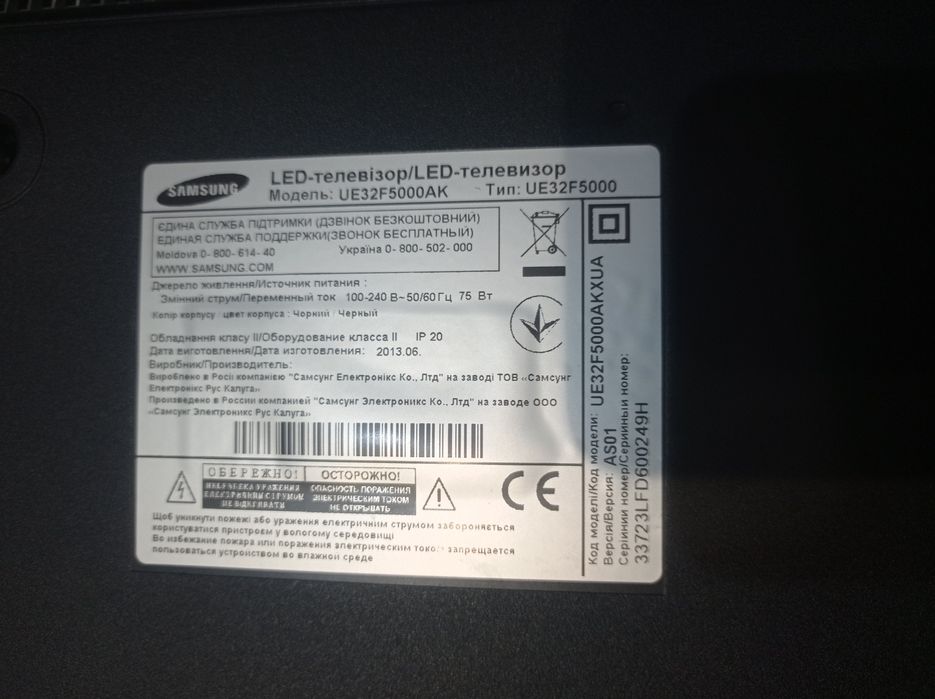 SAMSUNG
LED-телевізор/LED-телевизор
Модель: UE32F5000AK Тип: UE32F5000
ЄДИНА СЛУЖБА ПІДТРИМКИ (ДЗВІНОК БЕЗКОШТОВНИЙ)
ЕДИНАЯ СЛУЖБА ПОДДЕРЖКИ(ЗВОНОК БЕСПЛАТНЫЙ)
Moldova 0- 800- 614- 40 Україна 0- 800- 502- 000
WWW.SAMSUNG.COM
Джерело живлення/Источник питания :
Змінний струм/Переменный ток 100-240 В~50/60Гц 75 Вт
Колір корпусу цвет корпуса : Чорний Черный
Обладнання класу II/Оборудование класса II IP 20
Дата виготовлення/Дата изготовления: 2013.06.
Виробник/Производитель:
Вироблено в Росії компанією "Самсунг Електронікс Ко., Лтд" на заводі ТОВ «Самсунг
Електронікс Рус Калуга»
Произведено в России компанией "Самсунг Электроникс Ко., Лтд" на заводе ООО
«Самсунг Электроникс Рус Калуга»
ОБЕРЕЖНО! ОСТОРОЖНО!
НЕБЕЗПЕКА УРАЖЕННЯ ОПАСНОСТЬ ПОРАЖЕНИЯ
ЕЛЕКТРИЧНИМ СТРУМОМ ЭЛЕКТРИЧЕСКИМ ТОКОМ
НЕ ВІДКРИВАТИ НЕ ОТКРЫВАТЬ
CE
Щоб уникнути пожежі або ураження електричним струмом забороняється
користуватися пристроєм у вологому середовищі
Во избежание пожара или поражения электрическим током запрещается
пользоваться устройством во влажной среде
Код моделі/Код модели: UE32F5000AKXUA
Версія/Версия: AS01
Серійний номер/Серийный номер:
33723LFD600249H